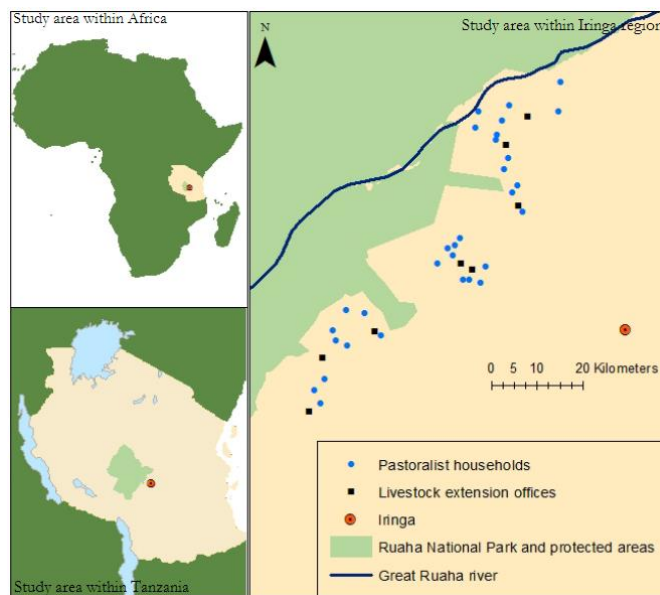 Study area within Africa
Study area within Iringa region
N
0 5 10 20 Kilometers
Pastoralist households
Livestock extension offices
Iringa
Ruaha National Park and protected areas
Great Ruaha river
Study area within Tanzania